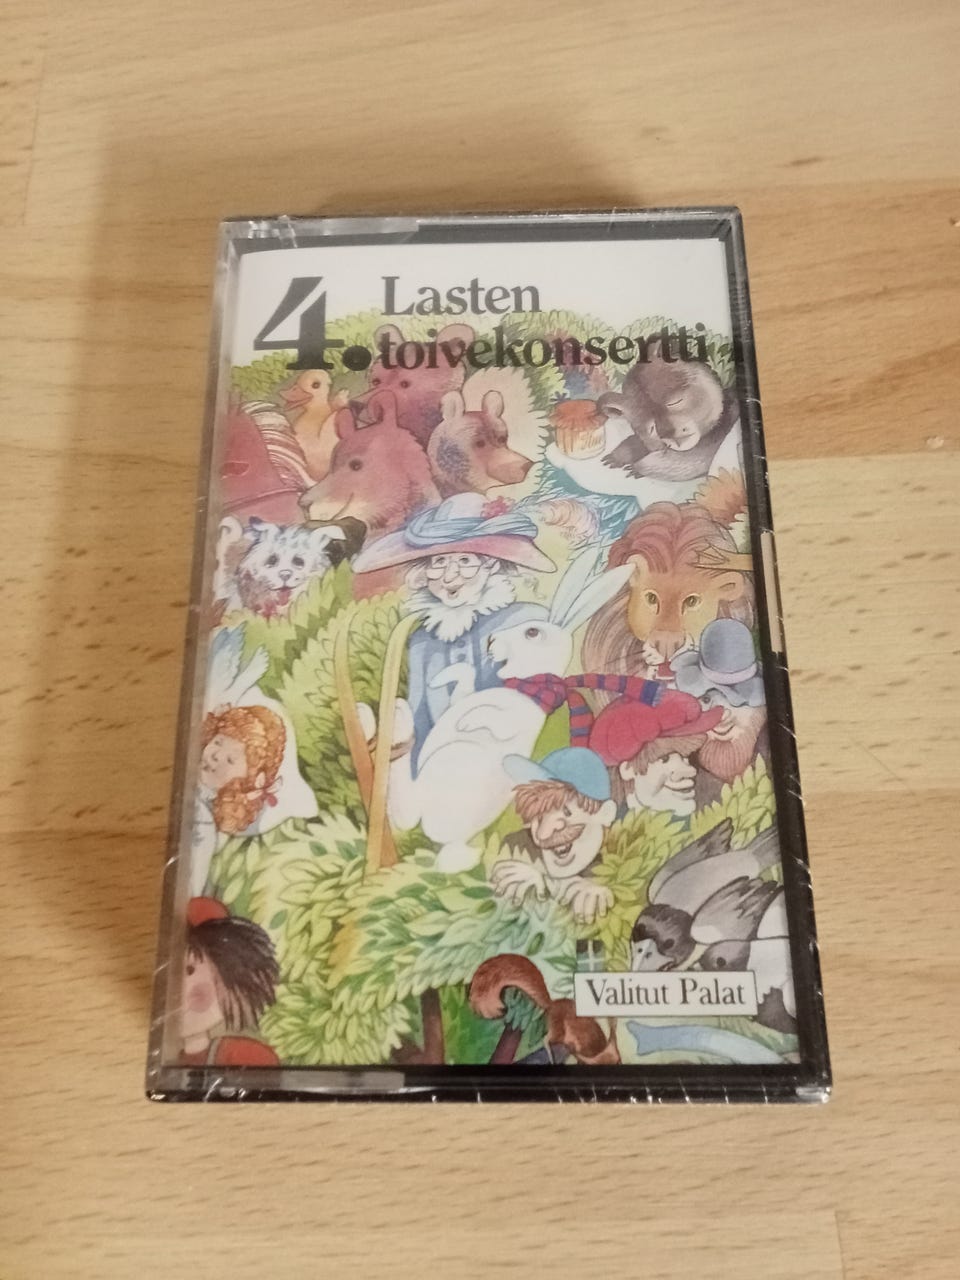 4. Lasten
toivekonsertti
Valitut Palat